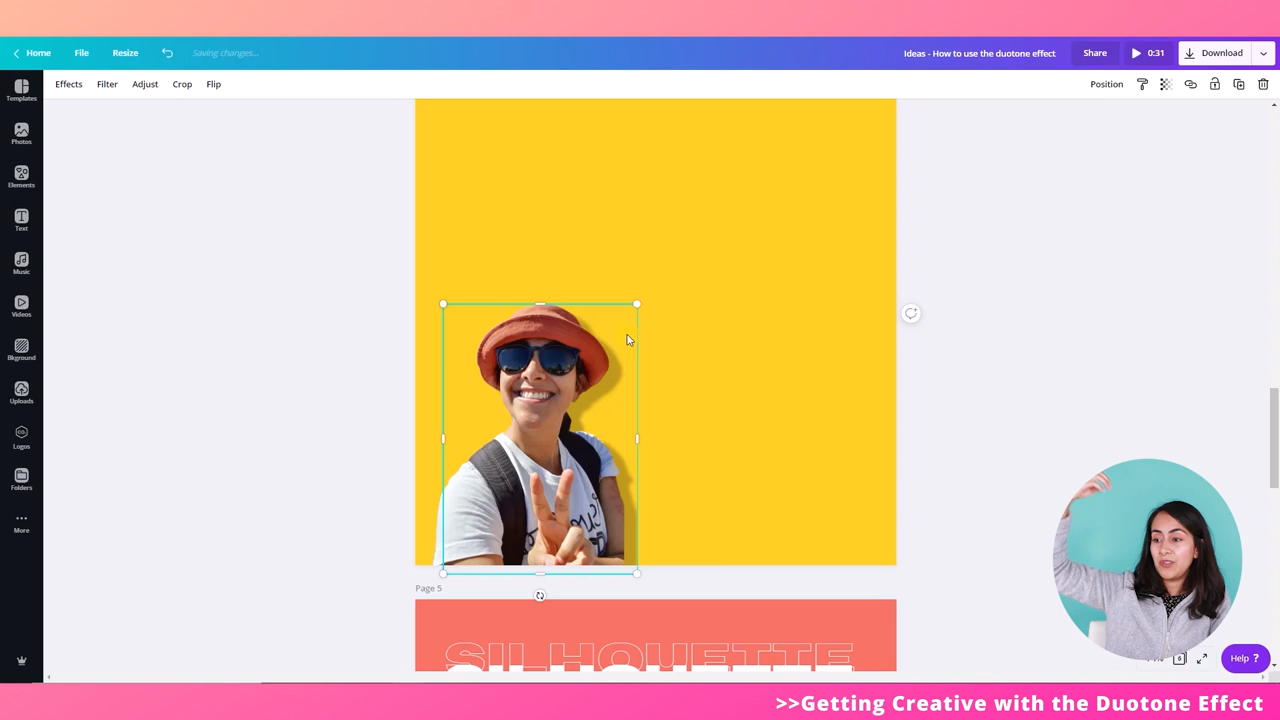 Home
File
Resize
Saving changes...
Ideas - How to use the duotone effect
Share
0:31
Download
Effects
Filter
Adjust
Crop
Flip
Position
Templates
Photos
Elements
Text
Music
Videos
Bkground
Uploads
CO.
Logos
Folders
More
Page 5
SILHOUETTE
Help ?
>>Getting Creative with the Duotone Effect